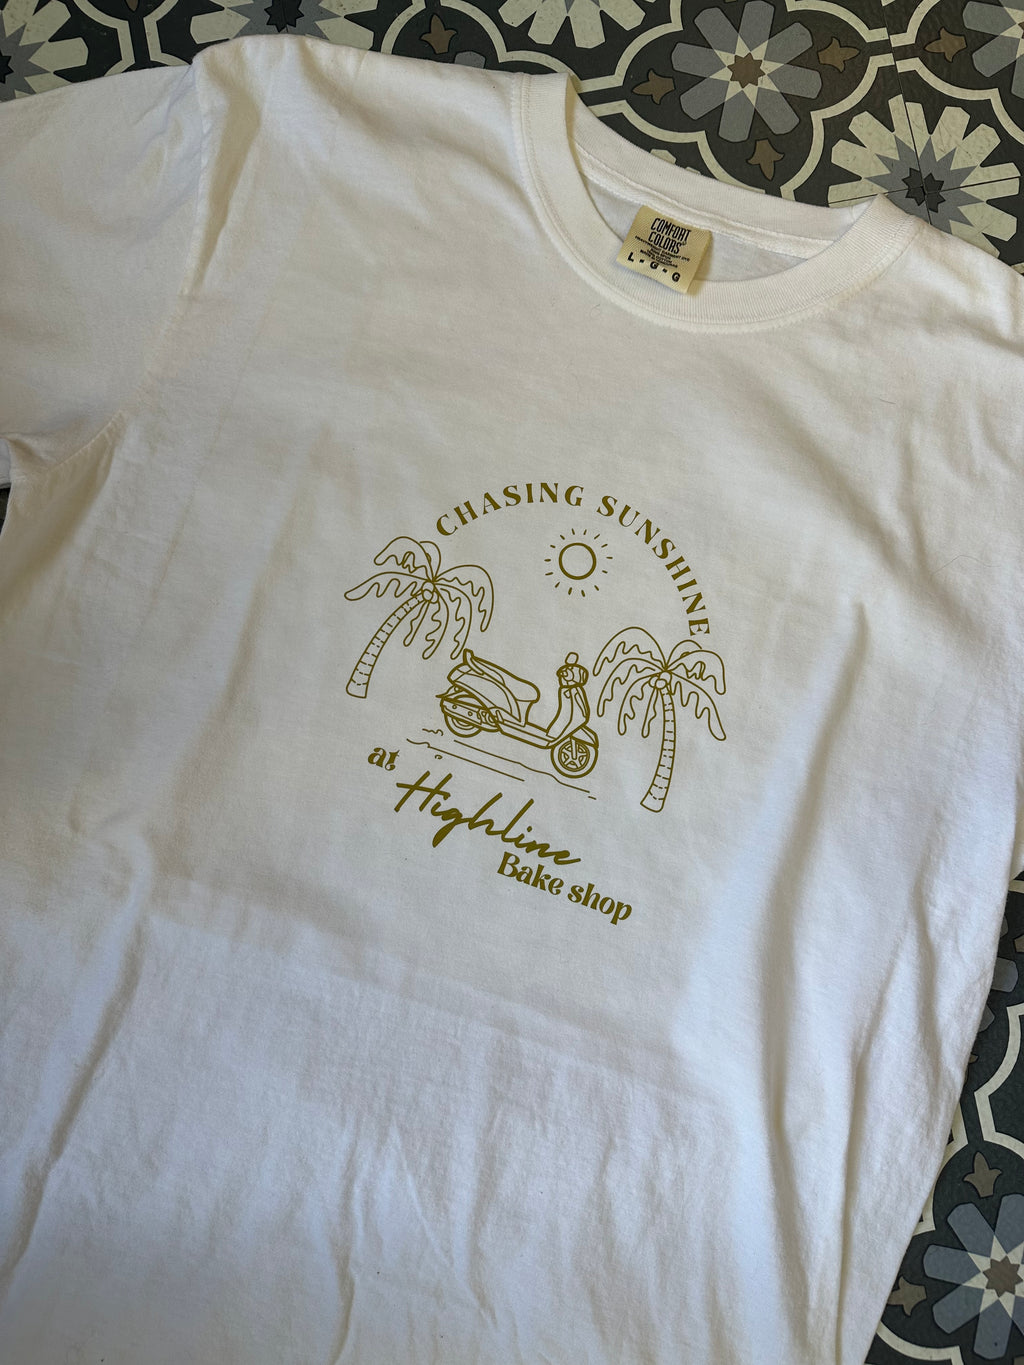 COMFORT
COLORS
L - G - G
CHASING SUNSHINE
at
Highline
Bake shop